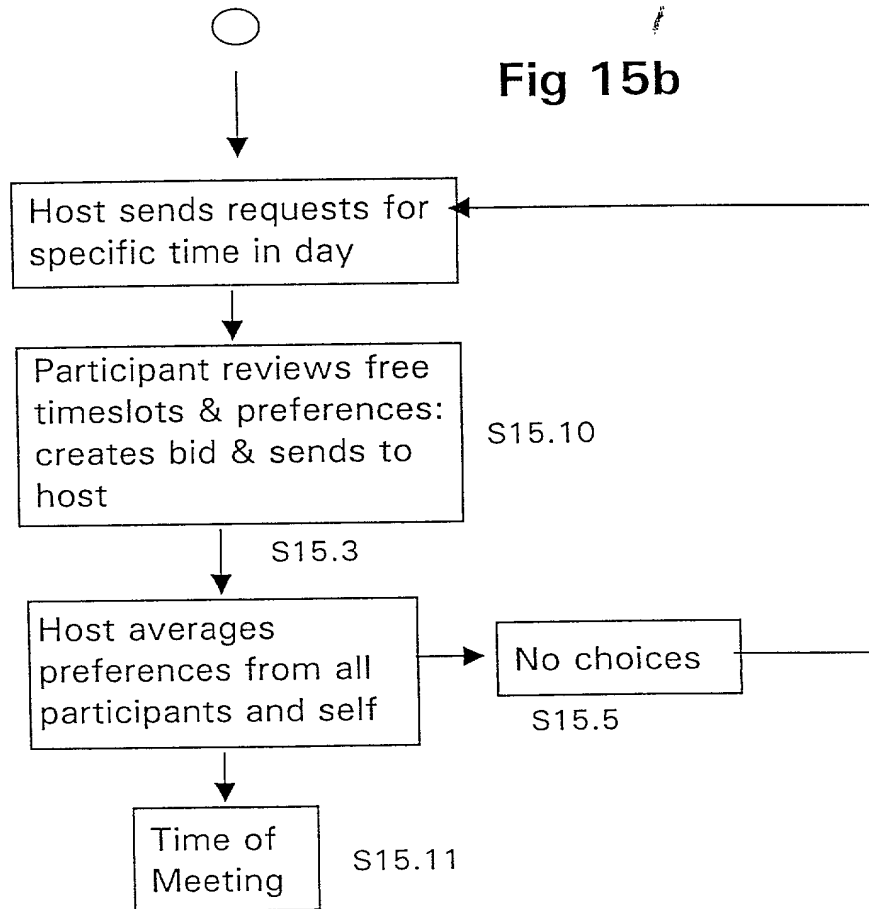 Fig 15b
Host sends requests for
specific time in day
Participant reviews free
timeslots & preferences:
creates bid & sends to
host
S15.10
S15.3
Host averages
preferences from all
participants and self
No choices
S15.5
Time of
Meeting
S15.11